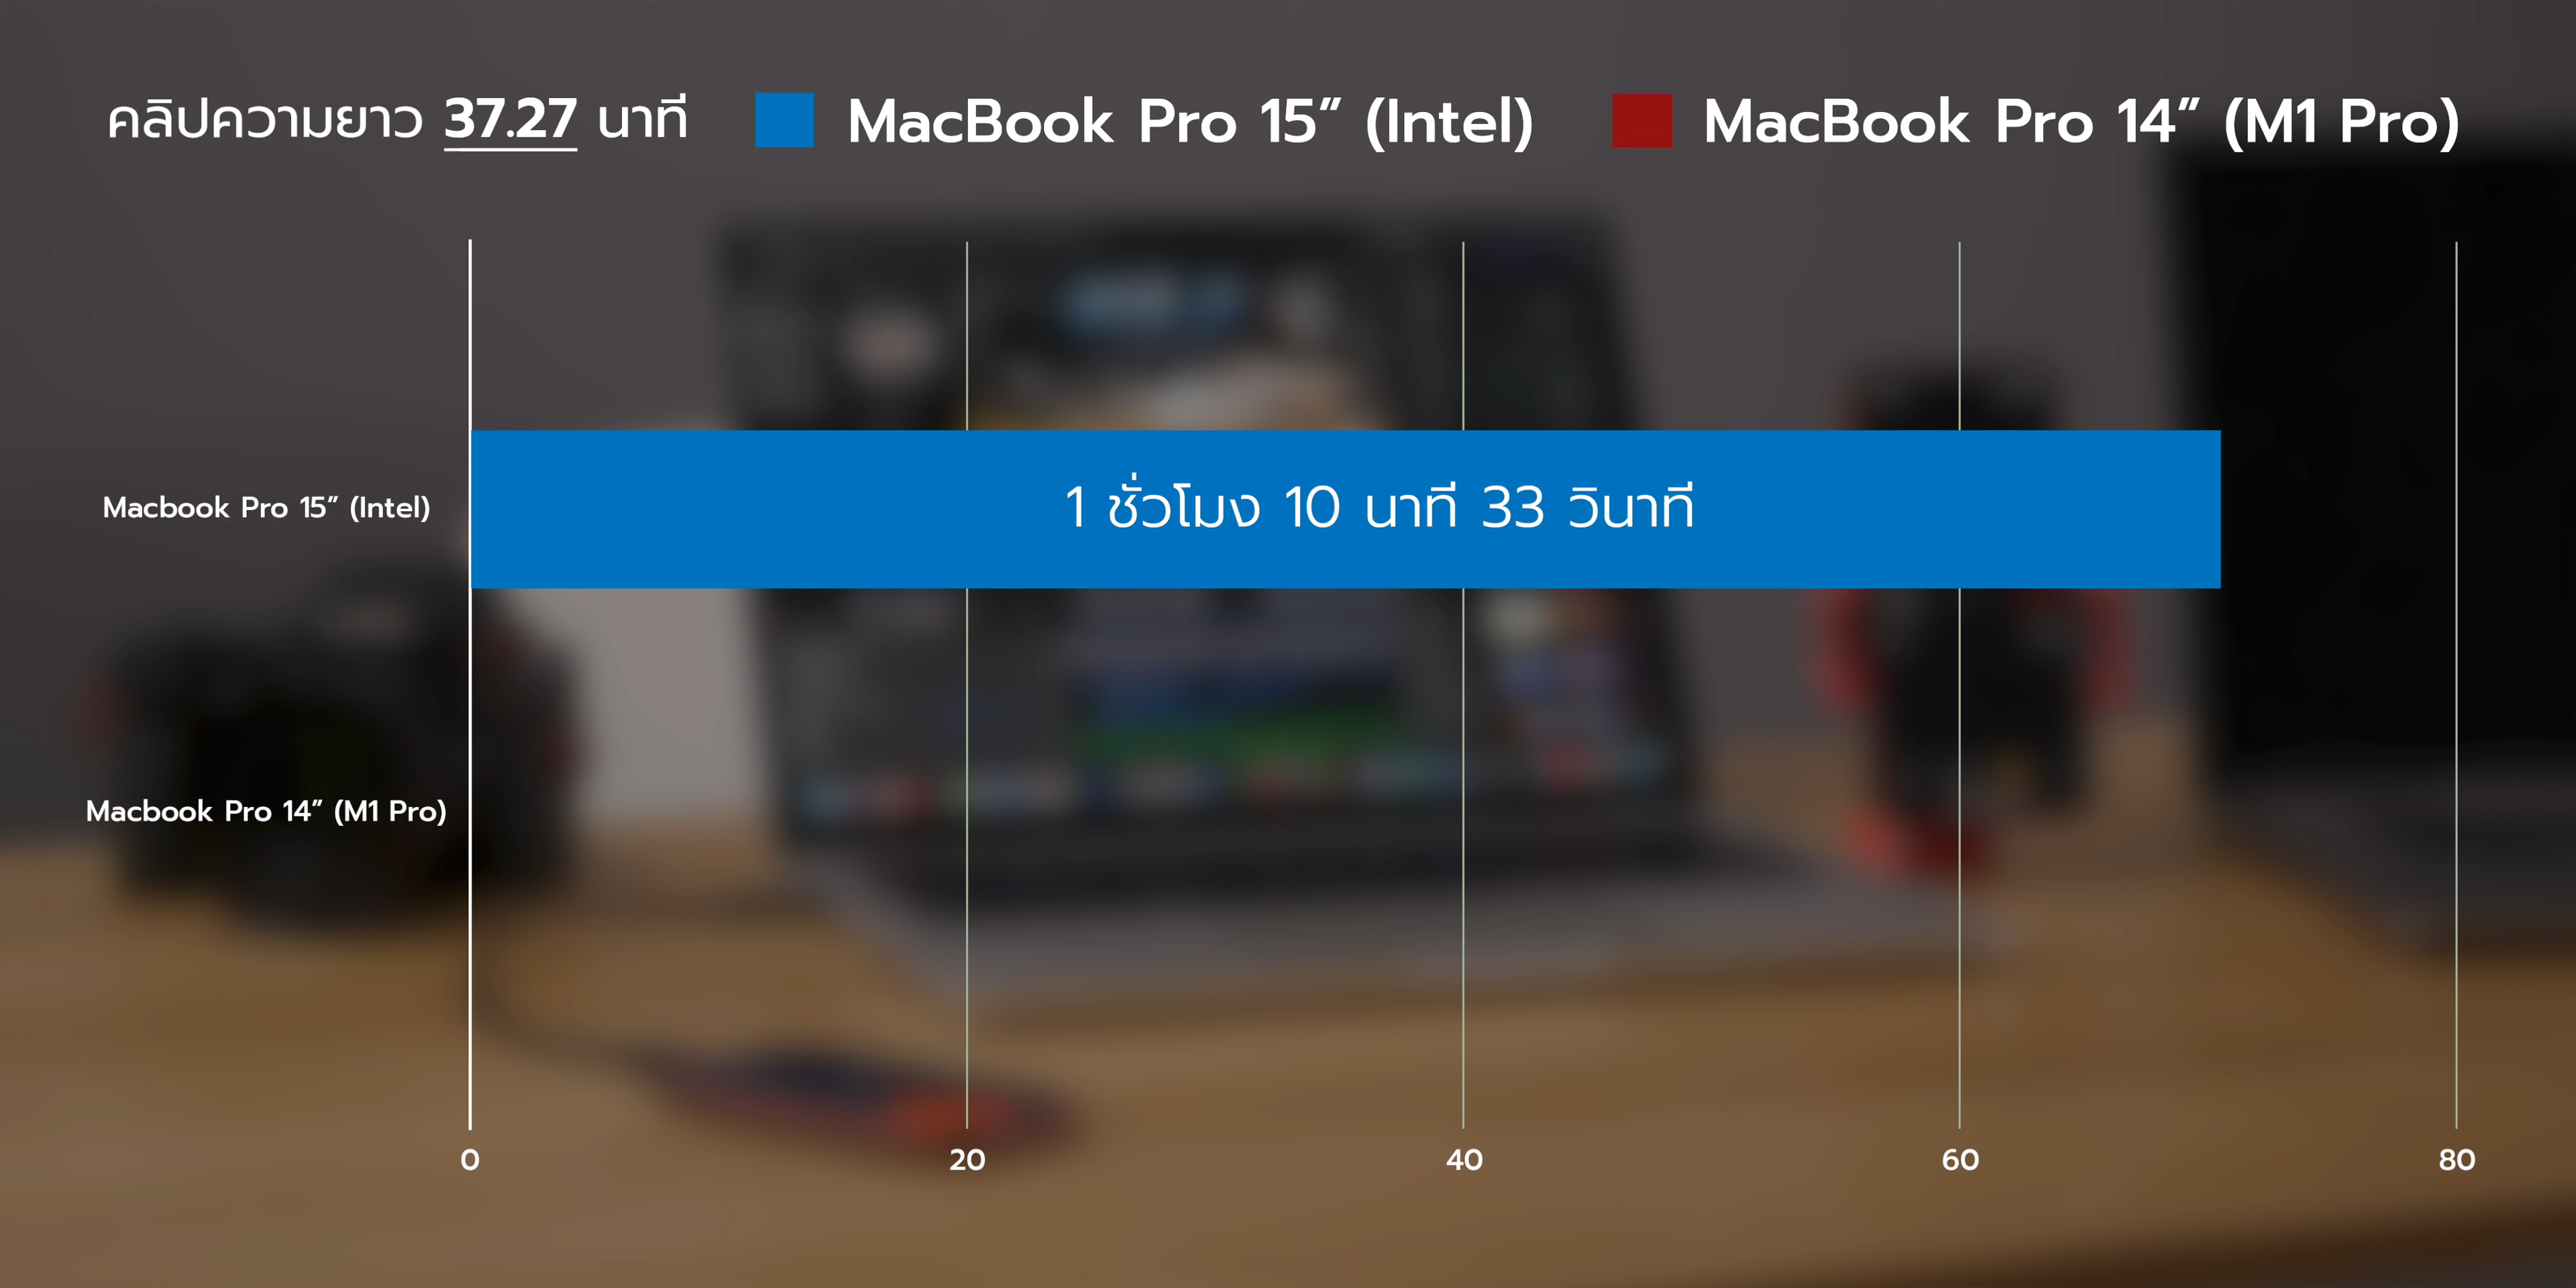 คลิปความยาว 37.27 นาที
MacBook Pro 15” (Intel)
MacBook Pro 14” (M1 Pro)
Macbook Pro 15” (Intel)
1 ชั่วโมง 10 นาที 33 วินาที
Macbook Pro 14” (M1 Pro)
0 20 40 60 80